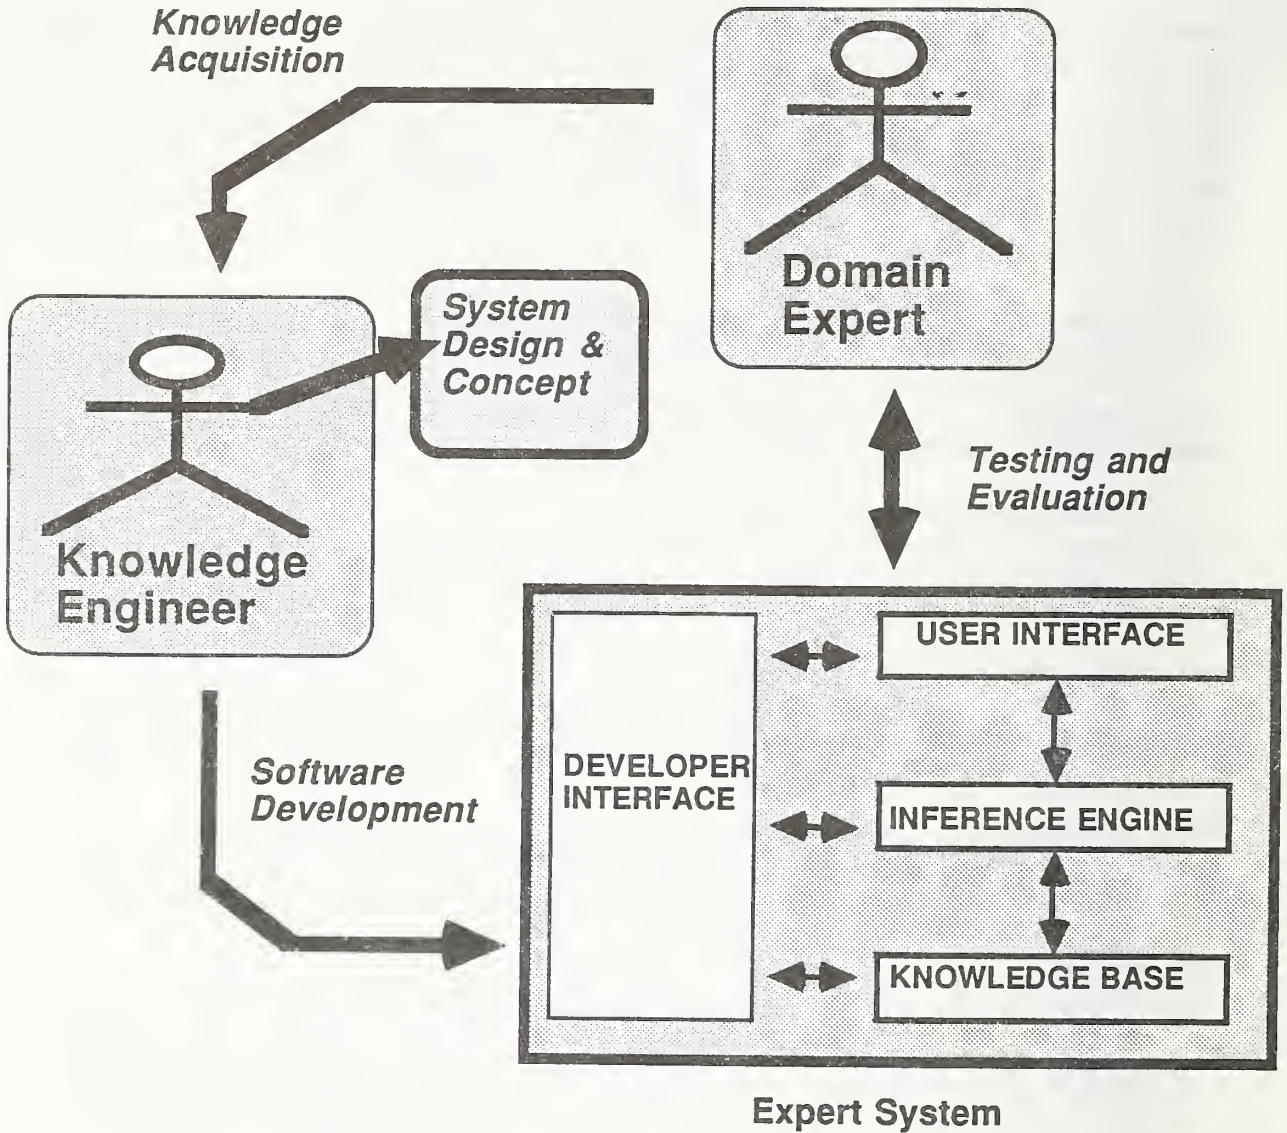 Knowledge
Acquisition
Domain
Expert
System
Design &
Concept
Knowledge
Engineer
Testing and
Evaluation
Software
Development
DEVELOPER
INTERFACE
USER INTERFACE
INFERENCE ENGINE
KNOWLEDGE BASE
Expert System